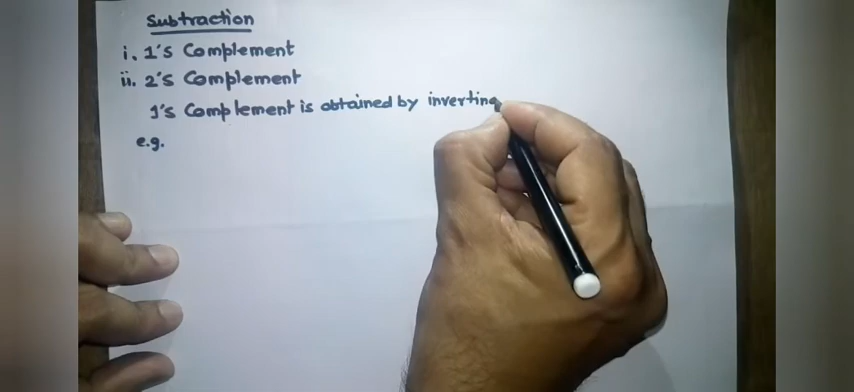 Subtraction
i. 1's Complement
ii. 2's Complement
1's Complement is obtained by inverting
e.g.